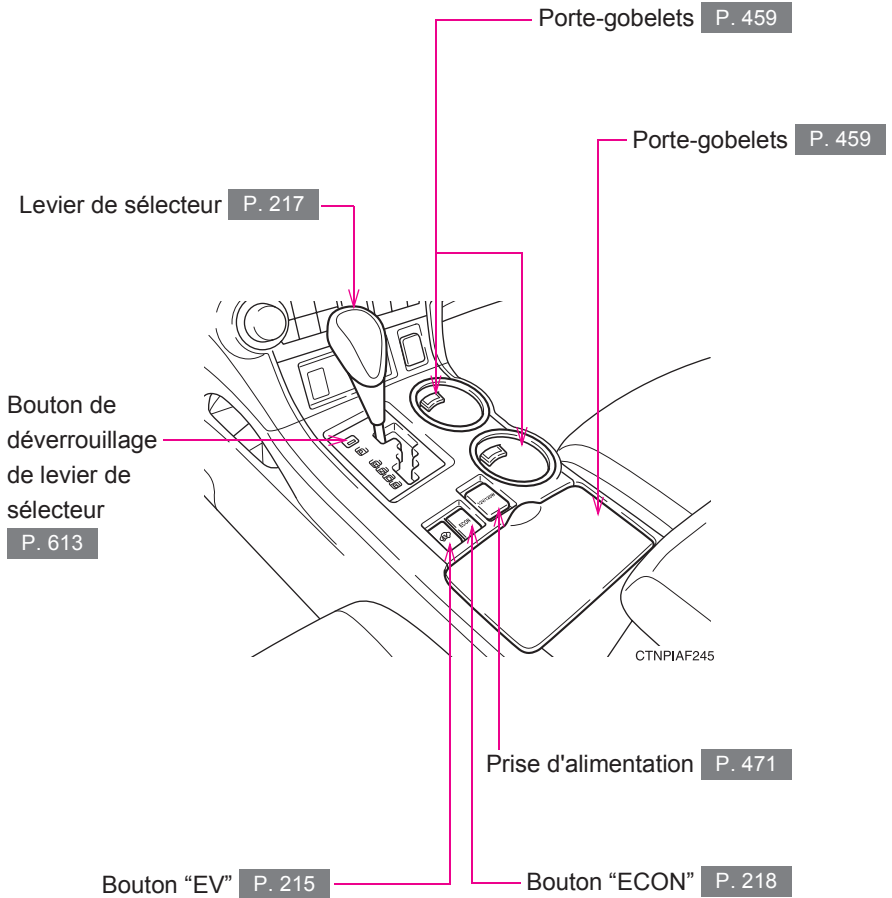 Porte-gobelets P. 459
Porte-gobelets P. 459
Levier de sélecteur P. 217
Bouton de
déverrouillage
de levier de
sélecteur
P. 613
ECON
CTNPIAF245
Prise d'alimentation P. 471
Bouton “EV” P. 215
Bouton “ECON” P. 218